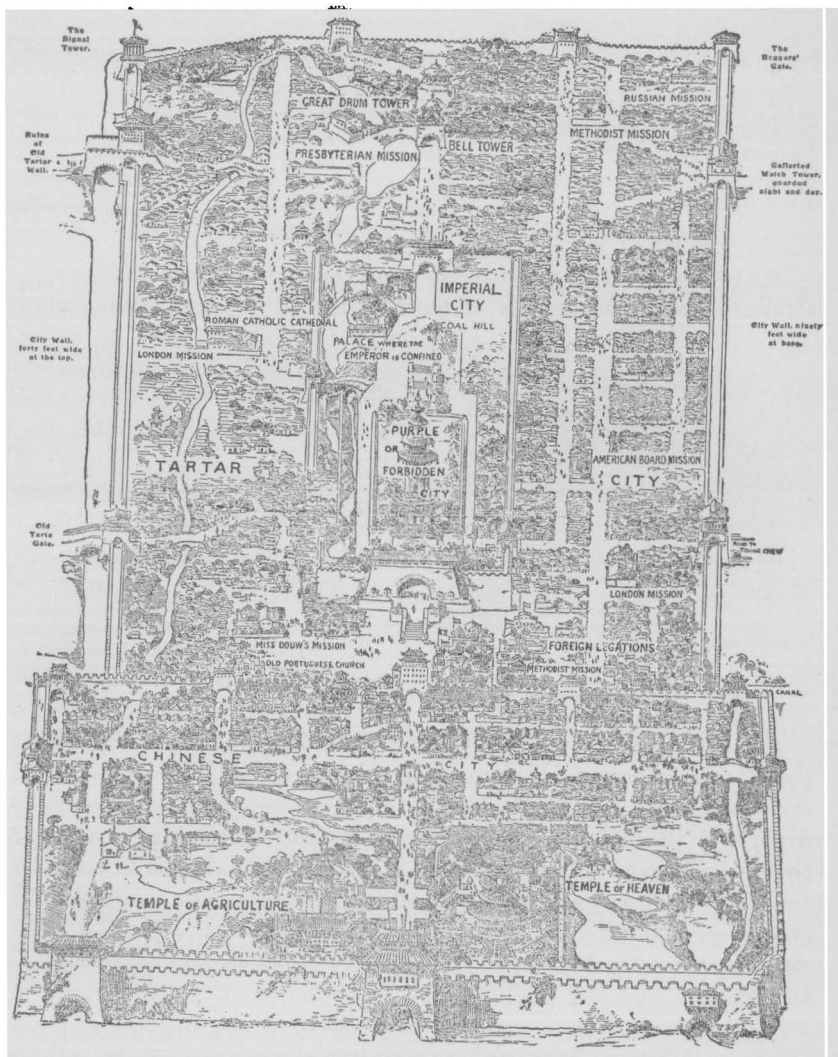 The
Signal
Tower.
The
Beggars'
Gate.
GREAT DRUM TOWER
RUSSIAN MISSION
METHODIST MISSION
BELL TOWER
PRESBYTERIAN MISSION
Ruins
of
Old
Tartar
Wall.
Galleried
Watch Tower,
guarded
night and day.
IMPERIAL
CITY
ROMAN CATHOLIC CATHEDRAL
COAL HILL
PALACE WHERE THE
EMPEROR IS CONFINED
LONDON MISSION
City Wall,
forty feet wide
at the top.
City Wall, ninety
feet wide
at base.
PURPLE
OR
FORBIDDEN
CITY
TARTAR
AMERICAN BOARD MISSION
CITY
Old
Gate.
ROAD TO
LONDON MISSION
MISS DOUW'S MISSION
FOREIGN LEGATIONS
OLD PORTUGUESE CHURCH
METHODIST MISSION
CANAL
CHINESE
CITY
TEMPLE OF HEAVEN
TEMPLE OF AGRICULTURE